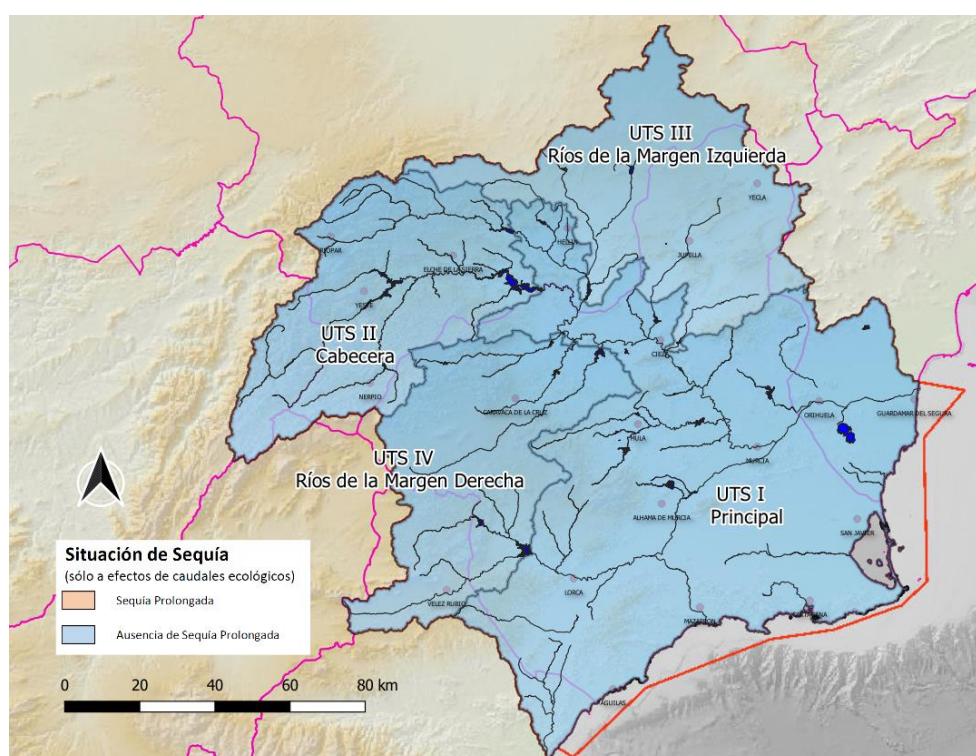 UTS III
Ríos de la Margen Izquierda
YECLA
RIOPAR
HELLÍN
JUMILLA
ELCHE DE LA SIERRA
YESTE
UTS II
Cabecera
CIEZA
NERPIO
CARAVACA DE LA CRUZ
ORIHUELA
GUARDAMAR DEL SEGURA
MULA
MURCIA
UTS IV
Ríos de la Margen Derecha
UTS I
Principal
ALHAMA DE MURCIA
SAN JAVIER
Situación de Sequía
(sólo a efectos de caudales ecológicos)
Sequía Prolongada
Ausencia de Sequía Prolongada
LORCA
VELEZ RUBIO
CARTAGENA
MAZARRON
AGUILAS
0 20 40 60 80 km